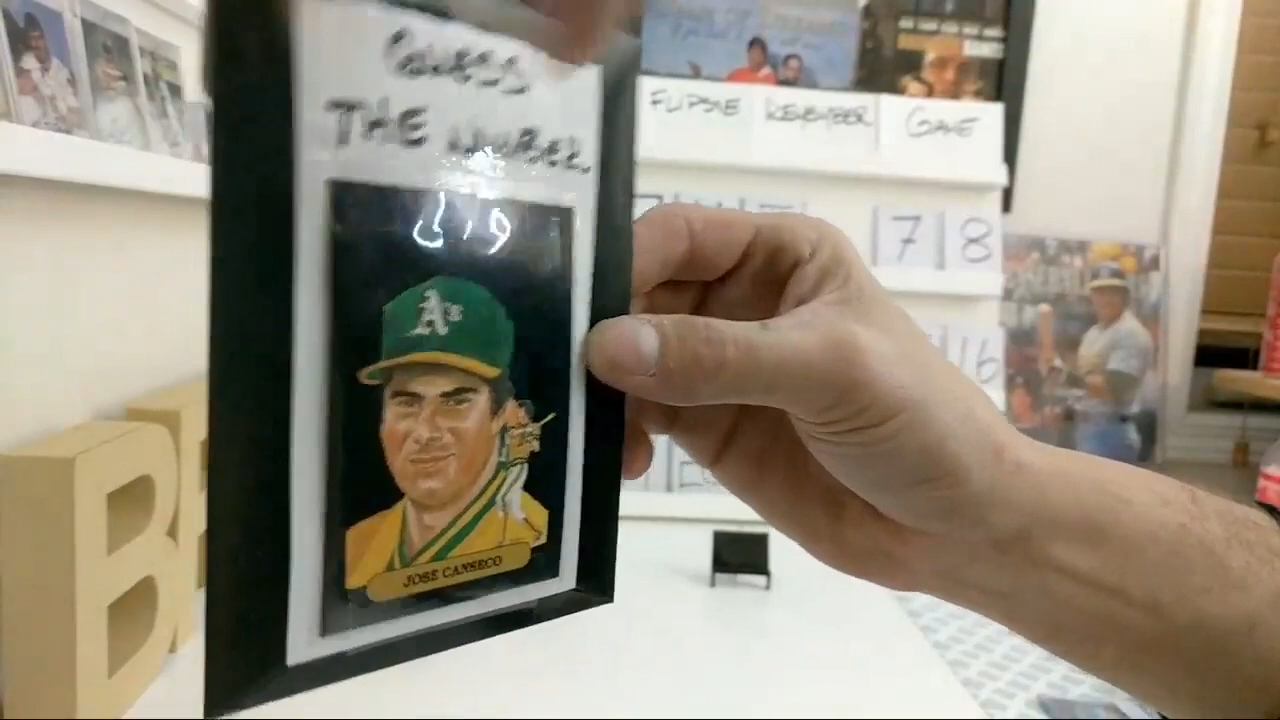 GUESS
THE NUMBER
A's
JOSE CANSECO
FLIPSIE REMEMBER GAME
7 8
16
B